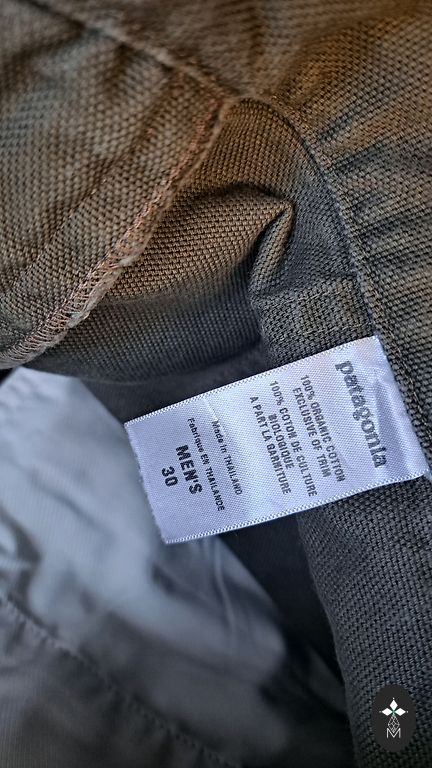 patagonia
100% ORGANIC COTTON
EXCLUSIVE OF TRIM
100% COTON DE CULTURE
BIOLOGIQUE
A PART LA GARNITURE
Made in THAILAND
Fabriqué en THAILANDE
MEN'S
30